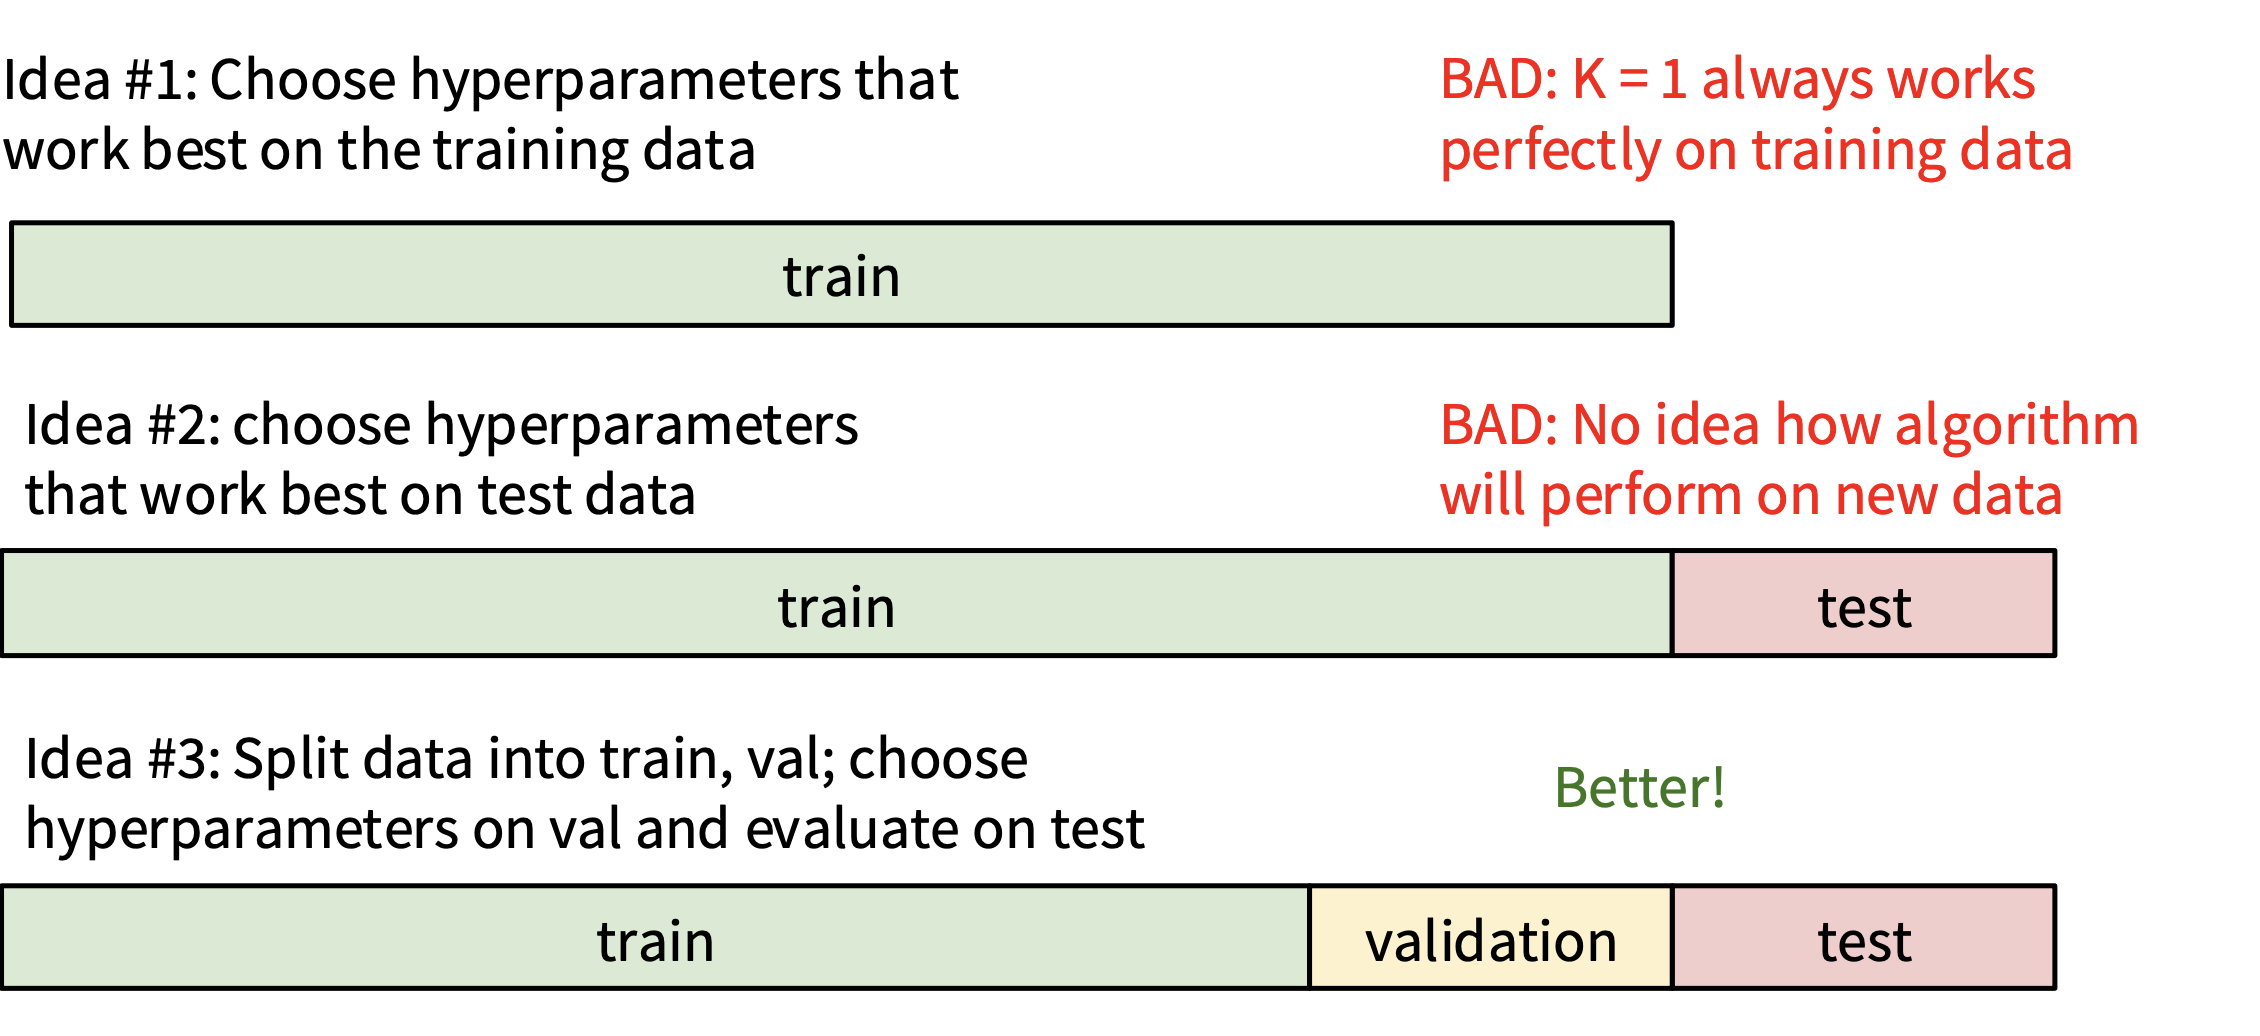 Idea #1: Choose hyperparameters that
work best on the training data
BAD: K = 1 always works
perfectly on training data
train
Idea #2: choose hyperparameters
that work best on test data
BAD: No idea how algorithm
will perform on new data
train
test
Idea #3: Split data into train, val; choose
hyperparameters on val and evaluate on test
Better!
train
validation
test